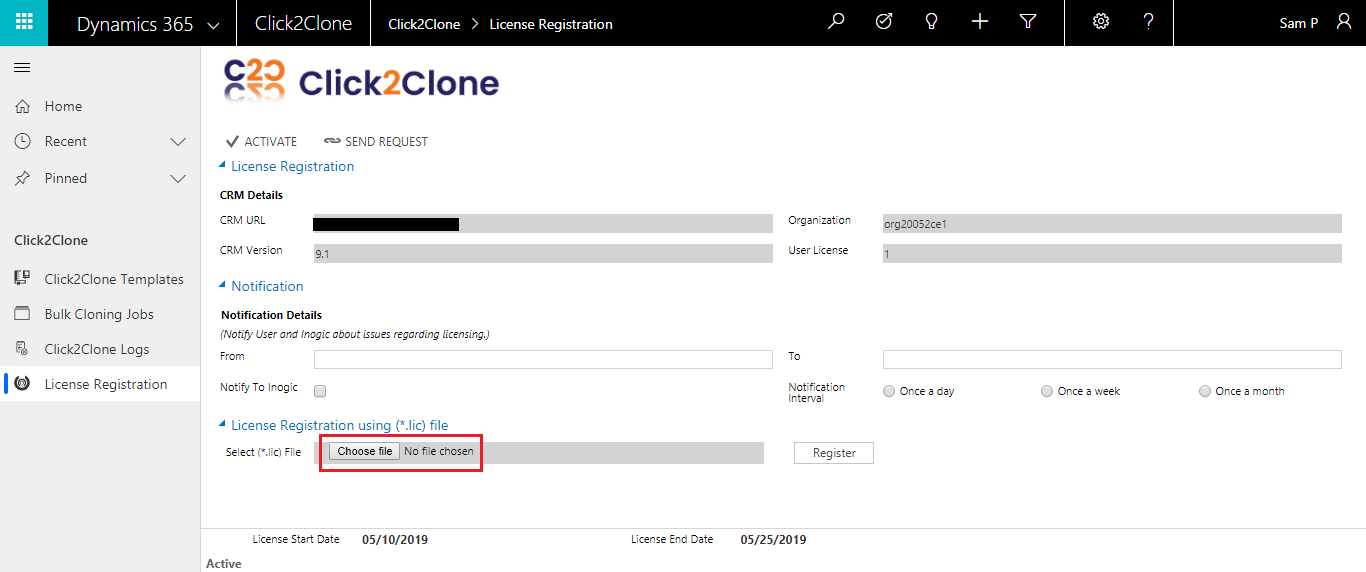 Dynamics 365 Click2Clone Click2Clone > License Registration ? Sam P
C2C Click2Clone
Home
Recent
Pinned
Click2Clone
Click2Clone Templates
Bulk Cloning Jobs
Click2Clone Logs
License Registration
ACTIVATE SEND REQUEST
License Registration
CRM Details
CRM URL Organization org20052ce1
CRM Version 9.1 User License 1
Notification
Notification Details
(Notify User and Inogic about issues regarding licensing.)
From To
Notify To Inogic Notification
Interval Once a day Once a week Once a month
License Registration using (*.lic) file
Select (*.lic) File Choose file No file chosen Register
License Start Date 05/10/2019 License End Date 05/25/2019
Active